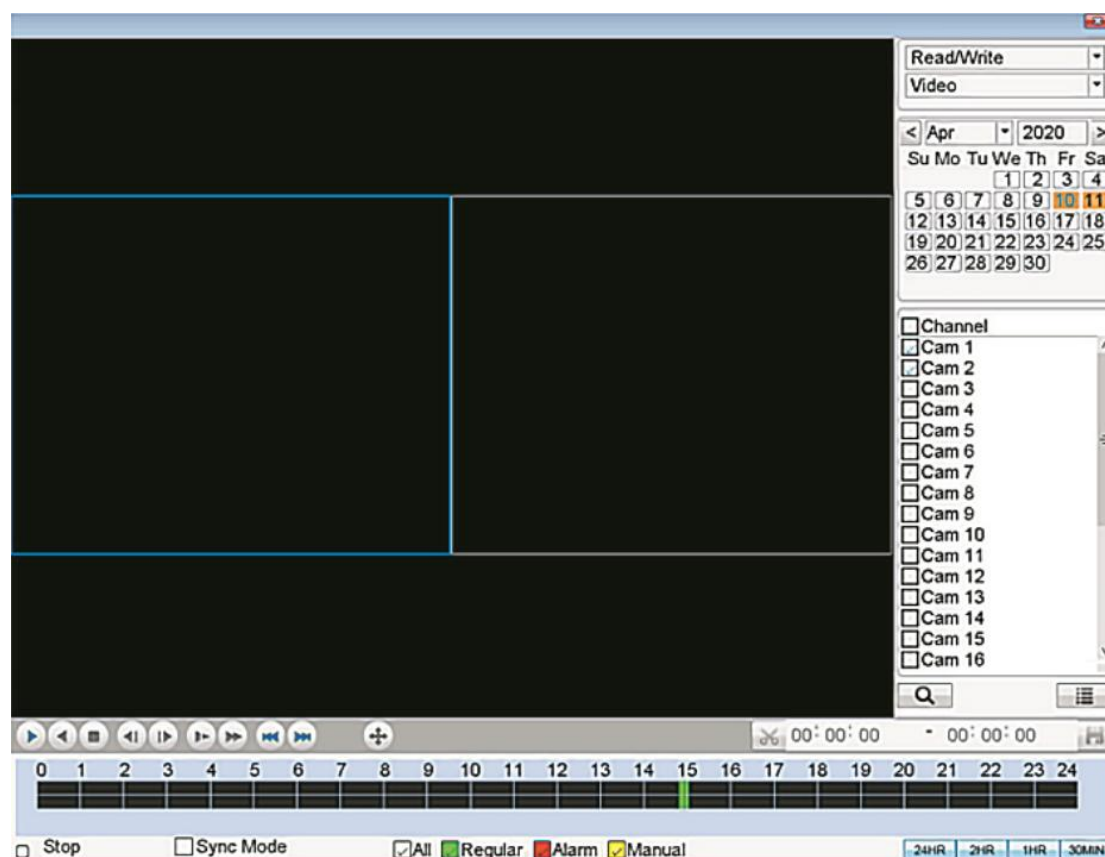 Read/Write
Video
< Apr 2020 >
Su Mo Tu We Th Fr Sa
1 2 3 4
5 6 7 8 9 10 11
12 13 14 15 16 17 18
19 20 21 22 23 24 25
26 27 28 29 30
Channel
Cam 1
Cam 2
Cam 3
Cam 4
Cam 5
Cam 6
Cam 7
Cam 8
Cam 9
Cam 10
Cam 11
Cam 12
Cam 13
Cam 14
Cam 15
Cam 16
00:00:00 - 00:00:00
0 1 2 3 4 5 6 7 8 9 10 11 12 13 14 15 16 17 18 19 20 21 22 23 24
Stop Sync Mode All Regular Alarm Manual 24HR 2HR 1HR 30MIN